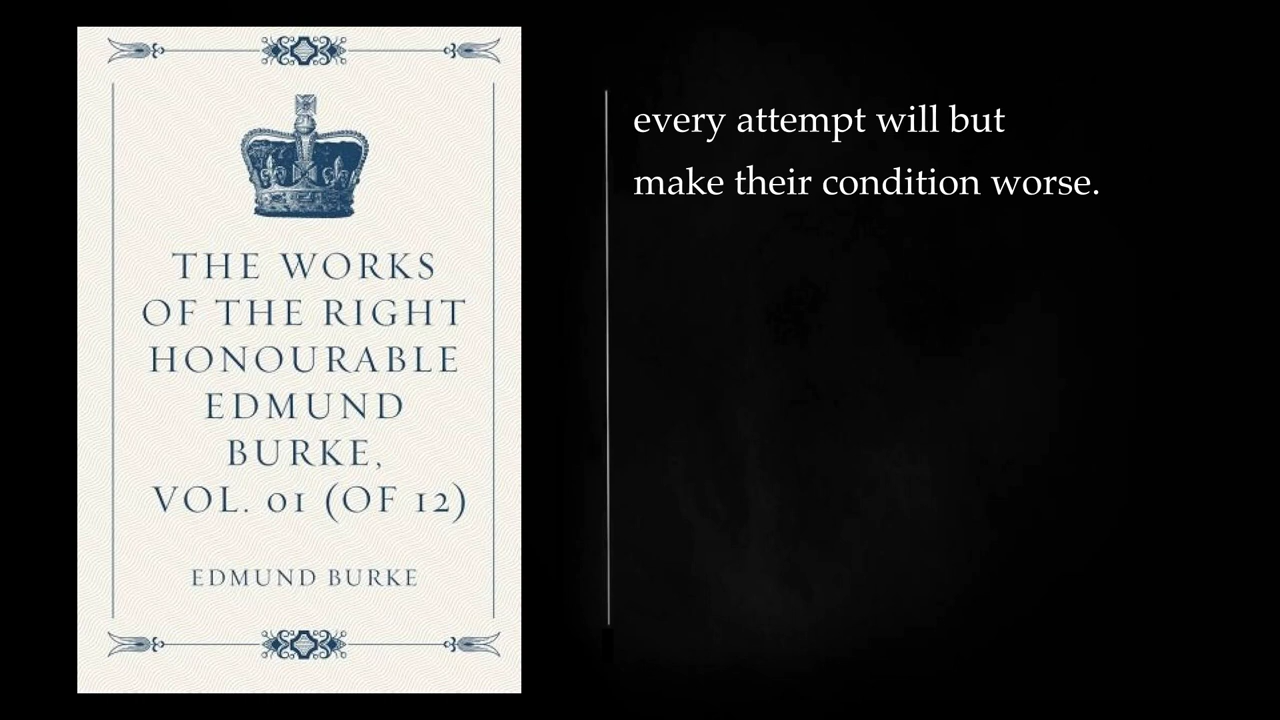 THE WORKS
OF THE RIGHT
HONOURABLE
EDMUND
BURKE,
VOL. 01 (OF 12)
EDMUND BURKE
every attempt will but
make their condition worse.